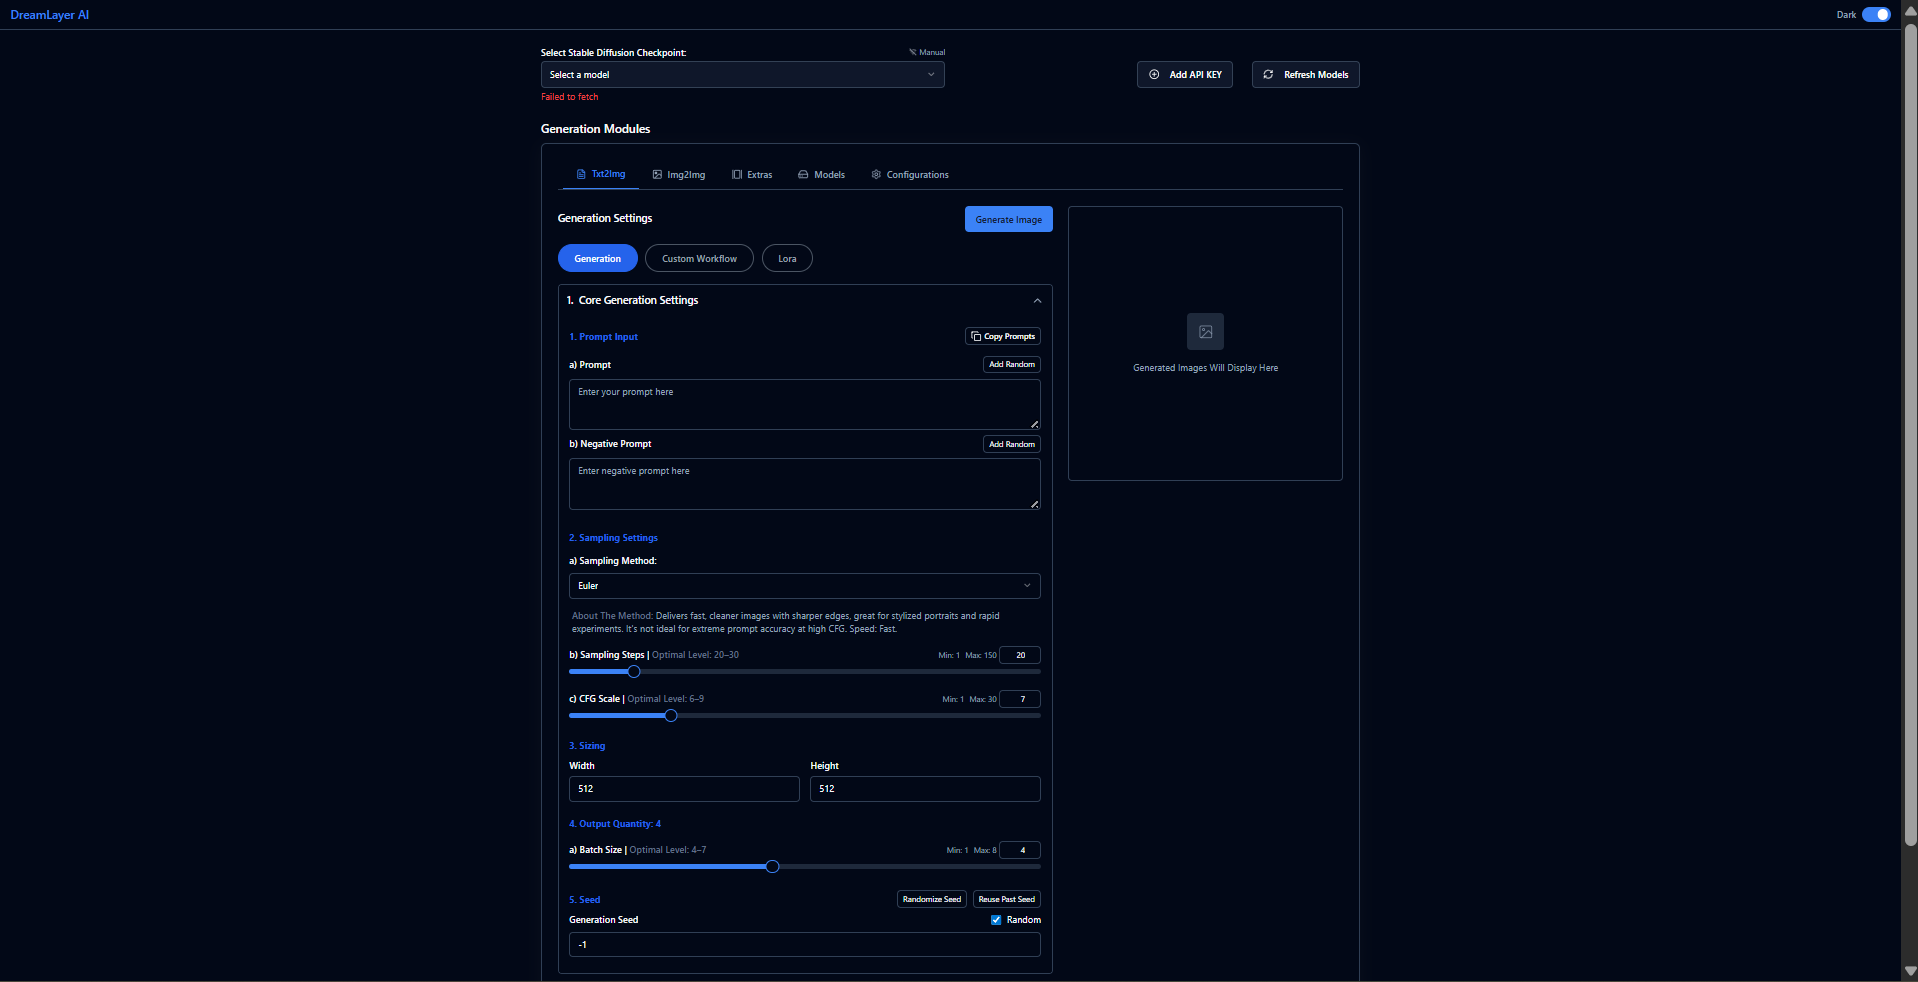 DreamLayer AI
Dark
Select Stable Diffusion Checkpoint:
Manual
Select a model
Add API KEY
Refresh Models
Failed to fetch
Generation Modules
Txt2Img
Img2Img
Extras
Models
Configurations
Generation Settings
Generate Image
Generation
Custom Workflow
Lora
1. Core Generation Settings
1. Prompt Input
Copy Prompts
a) Prompt
Add Random
Enter your prompt here
b) Negative Prompt
Add Random
Enter negative prompt here
2. Sampling Settings
a) Sampling Method:
Euler
About The Method: Delivers fast, cleaner images with sharper edges, great for stylized portraits and rapid
experiments. It's not ideal for extreme prompt accuracy at high CFG. Speed: Fast.
b) Sampling Steps | Optimal Level: 20–30
Min: 1 Max: 150 20
c) CFG Scale | Optimal Level: 6–9
Min: 1 Max: 30 7
3. Sizing
Width
Height
512
512
4. Output Quantity: 4
a) Batch Size | Optimal Level: 4–7
Min: 1 Max: 8 4
5. Seed
Randomize Seed
Reuse Past Seed
Generation Seed
Random
-1
Generated Images Will Display Here